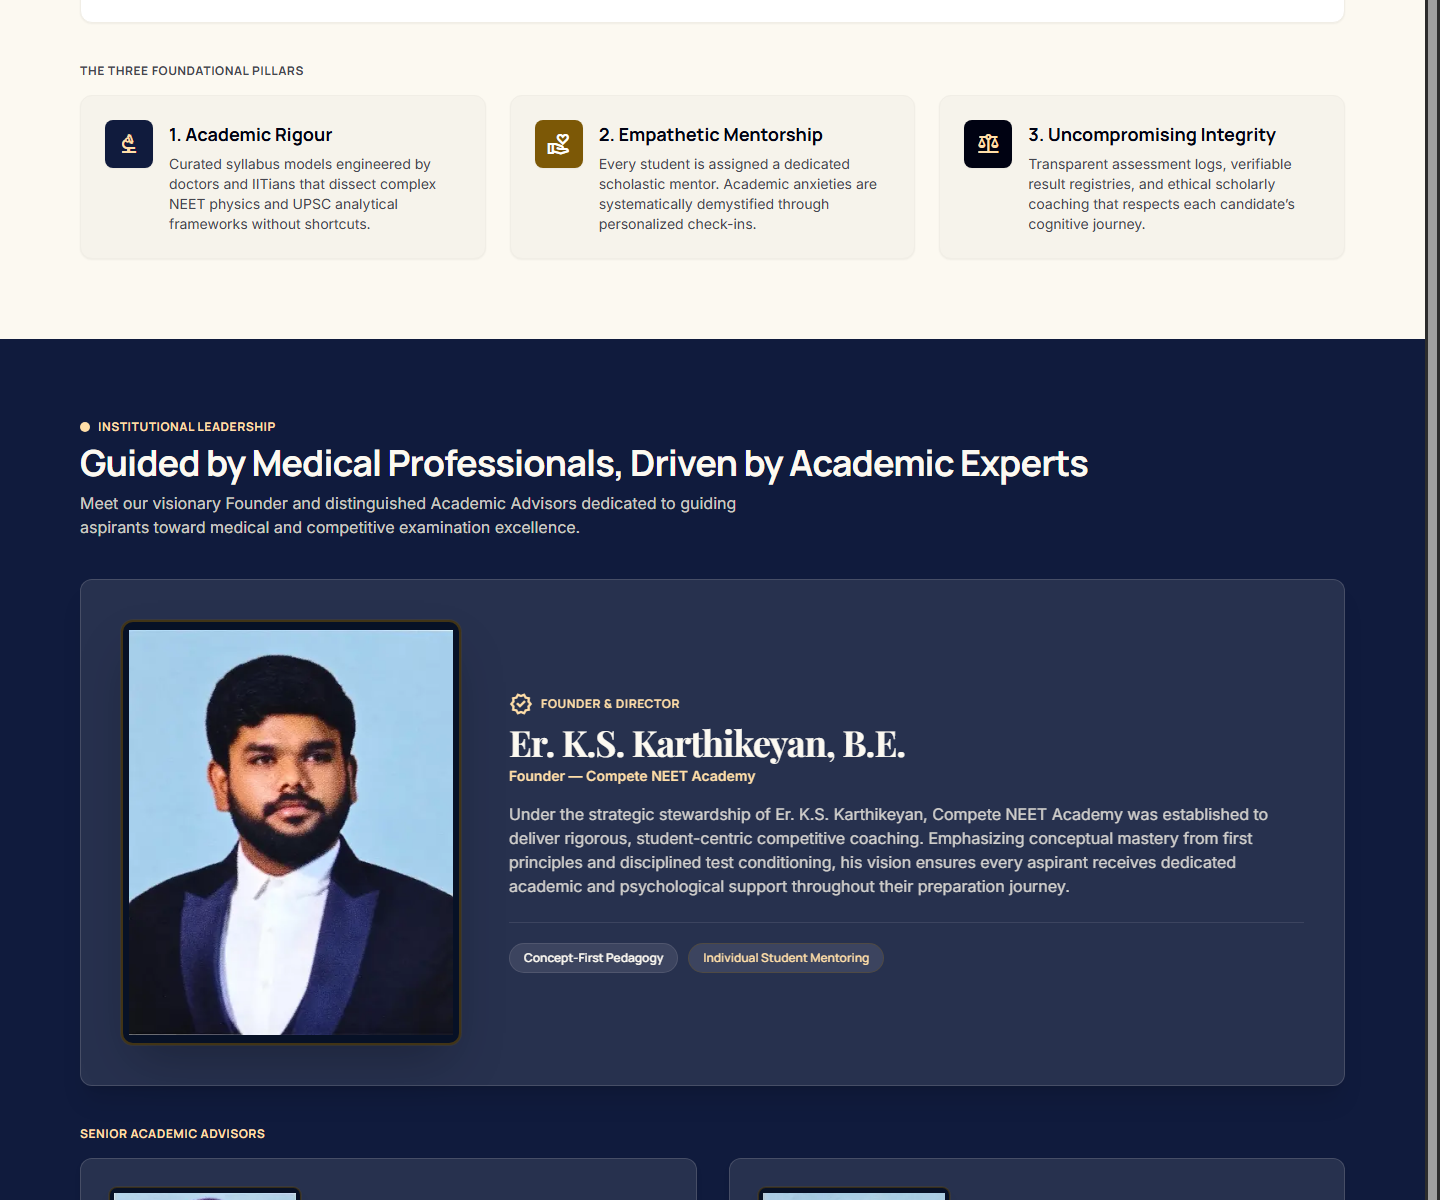 THE THREE FOUNDATIONAL PILLARS
1. Academic Rigour
Curated syllabus models engineered by
doctors and IITians that dissect complex
NEET physics and UPSC analytical
frameworks without shortcuts.
2. Empathetic Mentorship
Every student is assigned a dedicated
scholastic mentor. Academic anxieties are
systematically demystified through
personalized check-ins.
3. Uncompromising Integrity
Transparent assessment logs, verifiable
result registries, and ethical scholarly
coaching that respects each candidate's
cognitive journey.
INSTITUTIONAL LEADERSHIP
Guided by Medical Professionals, Driven by Academic Experts
Meet our visionary Founder and distinguished Academic Advisors dedicated to guiding
aspirants toward medical and competitive examination excellence.
FOUNDER & DIRECTOR
Er. K.S. Karthikeyan, B.E.
Founder — Compete NEET Academy
Under the strategic stewardship of Er. K.S. Karthikeyan, Compete NEET Academy was established to
deliver rigorous, student-centric competitive coaching. Emphasizing conceptual mastery from first
principles and disciplined test conditioning, his vision ensures every aspirant receives dedicated
academic and psychological support throughout their preparation journey.
Concept-First Pedagogy
Individual Student Mentoring
SENIOR ACADEMIC ADVISORS